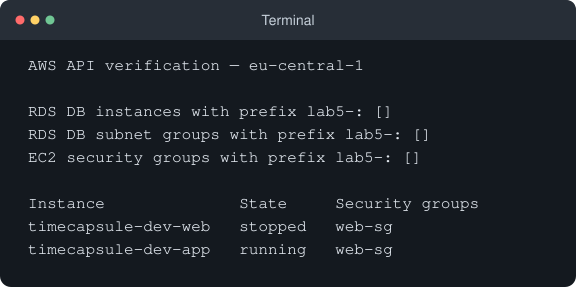 Terminal
AWS API verification — eu-central-1
RDS DB instances with prefix lab5-: []
RDS DB subnet groups with prefix lab5-: []
EC2 security groups with prefix lab5-: []
Instance State Security groups
timecapsule-dev-web stopped web-sg
timecapsule-dev-app running web-sg